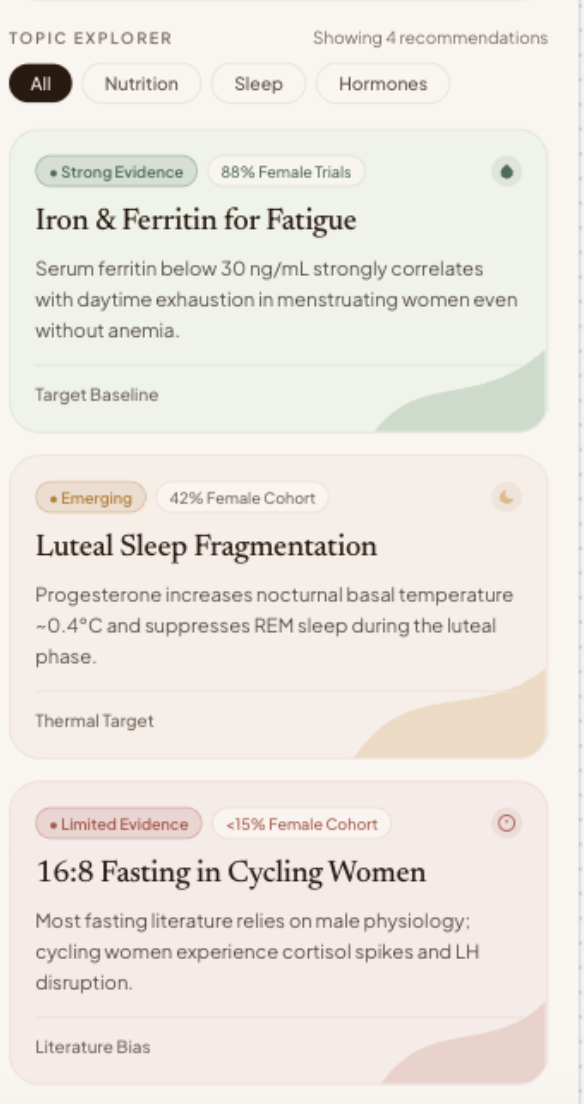 TOPIC EXPLORER
Showing 4 recommendations
All
Nutrition
Sleep
Hormones
• Strong Evidence
88% Female Trials
Iron & Ferritin for Fatigue
Serum ferritin below 30 ng/mL strongly correlates
with daytime exhaustion in menstruating women even
without anemia.
Target Baseline
• Emerging
42% Female Cohort
Luteal Sleep Fragmentation
Progesterone increases nocturnal basal temperature
~0.4°C and suppresses REM sleep during the luteal
phase.
Thermal Target
• Limited Evidence
<15% Female Cohort
16:8 Fasting in Cycling Women
Most fasting literature relies on male physiology;
cycling women experience cortisol spikes and LH
disruption.
Literature Bias